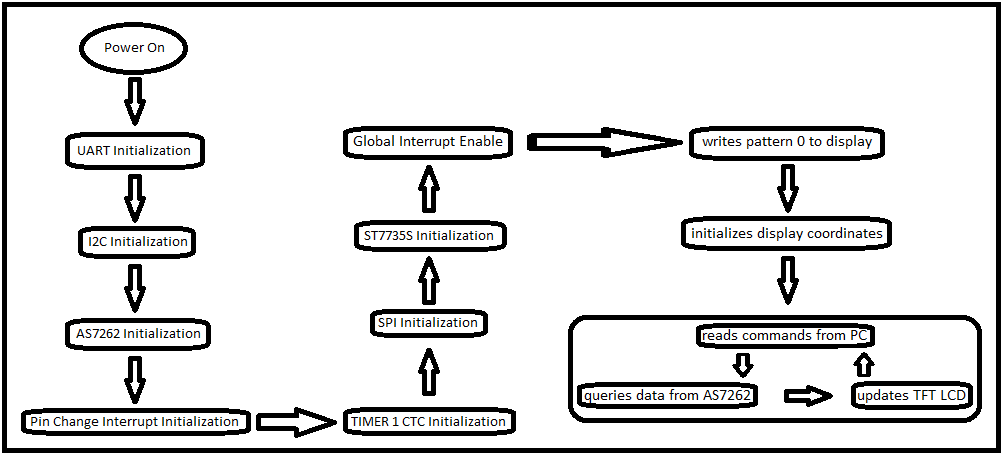 Power On
UART Initialization
I2C Initialization
AS7262 Initialization
Pin Change Interrupt Initialization
TIMER 1 CTC Initialization
SPI Initialization
ST7735S Initialization
Global Interrupt Enable
writes pattern 0 to display
initializes display coordinates
reads commands from PC
queries data from AS7262
updates TFT LCD